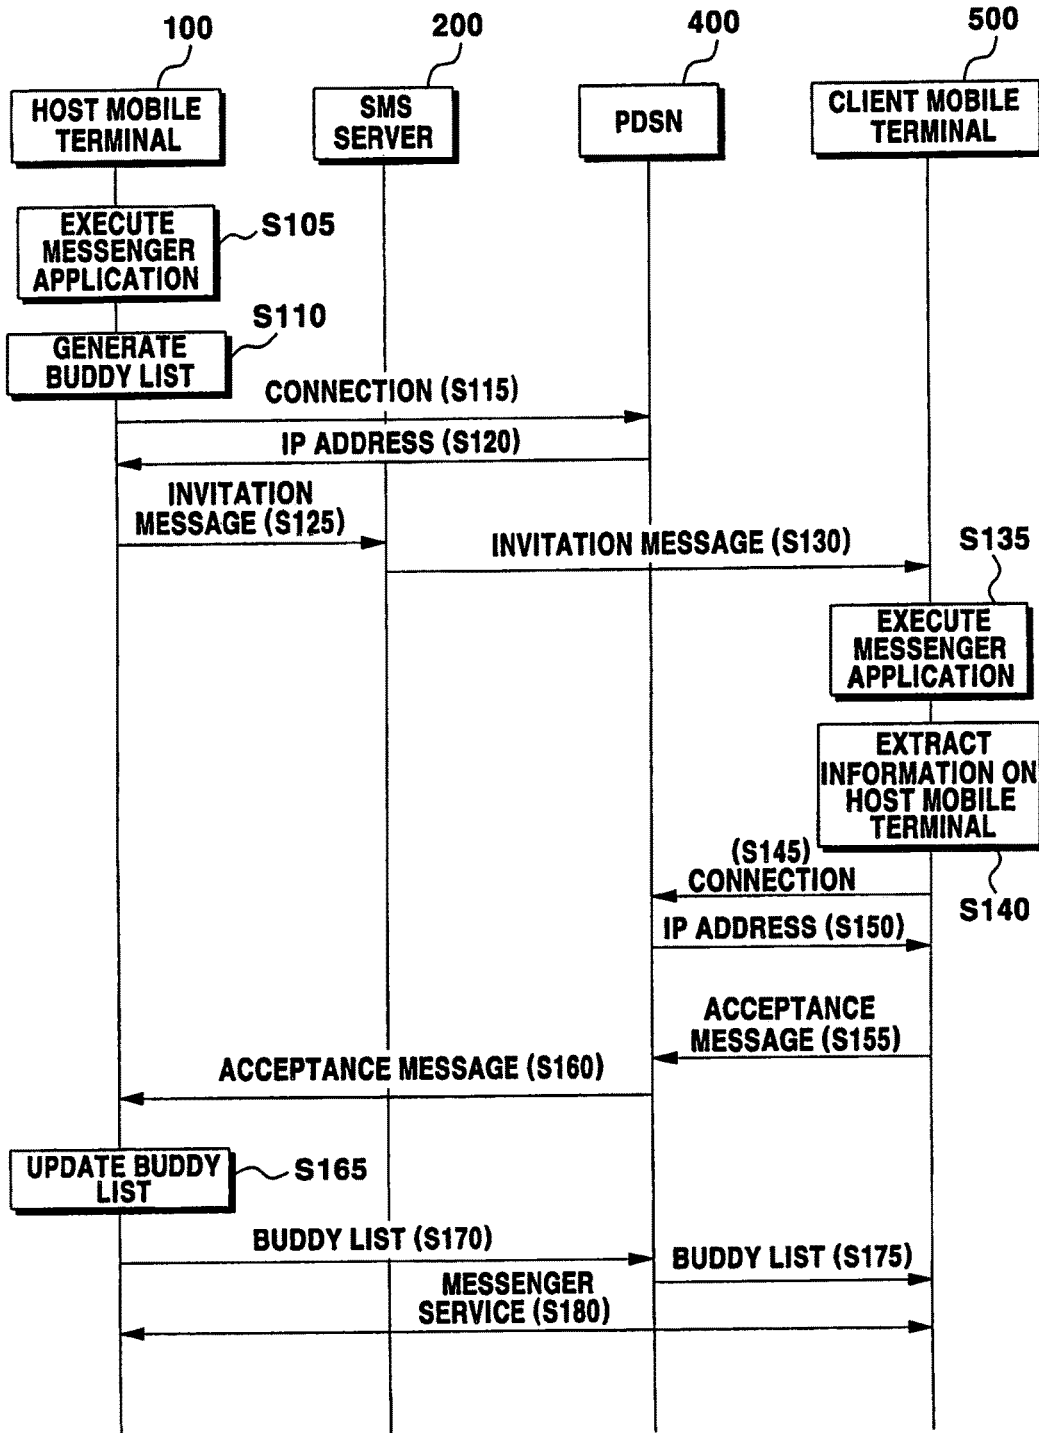 100
200
400
500
HOST MOBILE
TERMINAL
SMS
SERVER
PDSN
CLIENT MOBILE
TERMINAL
EXECUTE
MESSENGER
APPLICATION
S105
GENERATE
BUDDY LIST
S110
CONNECTION (S115)
IP ADDRESS (S120)
INVITATION
MESSAGE (S125)
INVITATION MESSAGE (S130)
S135
EXECUTE
MESSENGER
APPLICATION
EXTRACT
INFORMATION ON
HOST MOBILE
TERMINAL
S140
(S145)
CONNECTION
IP ADDRESS (S150)
ACCEPTANCE
MESSAGE (S155)
ACCEPTANCE MESSAGE (S160)
UPDATE BUDDY
LIST
S165
BUDDY LIST (S170)
BUDDY LIST (S175)
MESSENGER
SERVICE (S180)